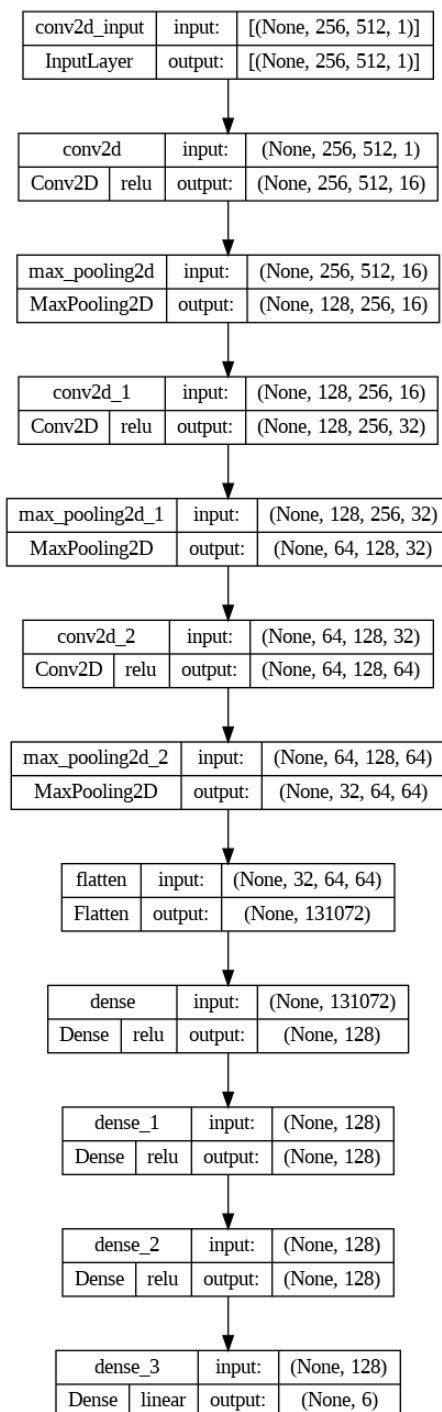 conv2d_input input: [(None, 256, 512, 1)]
InputLayer output: [(None, 256, 512, 1)]
conv2d input: (None, 256, 512, 1)
Conv2D relu output: (None, 256, 512, 16)
max_pooling2d input: (None, 256, 512, 16)
MaxPooling2D output: (None, 128, 256, 16)
conv2d_1 input: (None, 128, 256, 16)
Conv2D relu output: (None, 128, 256, 32)
max_pooling2d_1 input: (None, 128, 256, 32)
MaxPooling2D output: (None, 64, 128, 32)
conv2d_2 input: (None, 64, 128, 32)
Conv2D relu output: (None, 64, 128, 64)
max_pooling2d_2 input: (None, 64, 128, 64)
MaxPooling2D output: (None, 32, 64, 64)
flatten input: (None, 32, 64, 64)
Flatten output: (None, 131072)
dense input: (None, 131072)
Dense relu output: (None, 128)
dense_1 input: (None, 128)
Dense relu output: (None, 128)
dense_2 input: (None, 128)
Dense relu output: (None, 128)
dense_3 input: (None, 128)
Dense linear output: (None, 6)